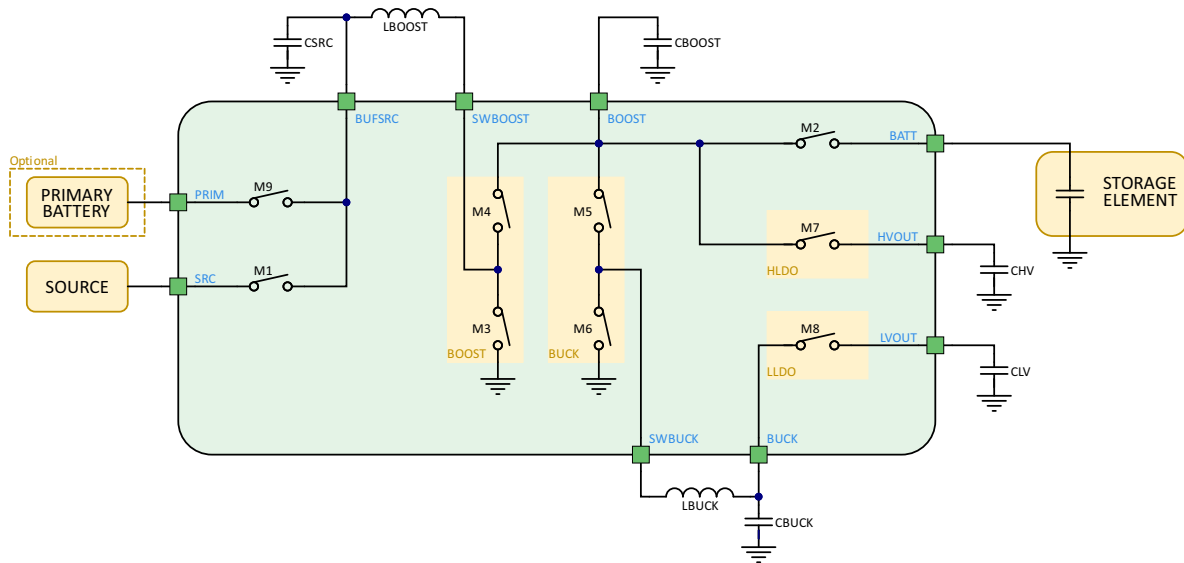 LBOOST
CSRC
CBOOST
BUFSRC
SWBOOST
BOOST
M2
BATT
Optional
PRIMARY
BATTERY
PRIM
M9
STORAGE
ELEMENT
M4
M5
M7
HVOUT
HLDO
CHV
SOURCE
SRC
M1
M3
M6
BOOST
BUCK
M8
LVOUT
LLDO
CLV
SWBUCK
BUCK
LBUCK
CBUCK